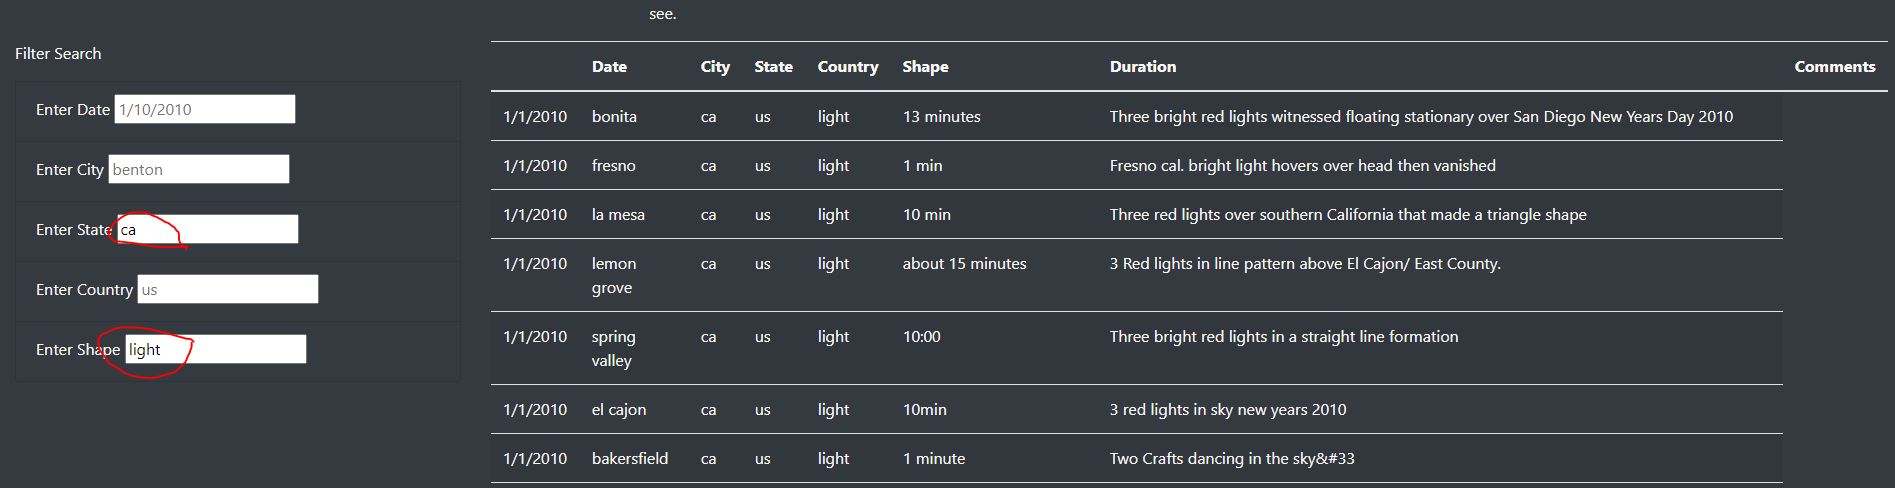 see.
Filter Search
Enter Date 1/10/2010
Enter City benton
Enter State ca
Enter Country us
Enter Shape light
Date City State Country Shape Duration Comments
1/1/2010 bonita ca us light 13 minutes Three bright red lights witnessed floating stationary over San Diego New Years Day 2010
1/1/2010 fresno ca us light 1 min Fresno cal. bright light hovers over head then vanished
1/1/2010 la mesa ca us light 10 min Three red lights over southern California that made a triangle shape
1/1/2010 lemon ca us light about 15 minutes 3 Red lights in line pattern above El Cajon/ East County.
grove
1/1/2010 spring ca us light 10:00 Three bright red lights in a straight line formation
valley
1/1/2010 el cajon ca us light 10min 3 red lights in sky new years 2010
1/1/2010 bakersfield ca us light 1 minute Two Crafts dancing in the sky&#33